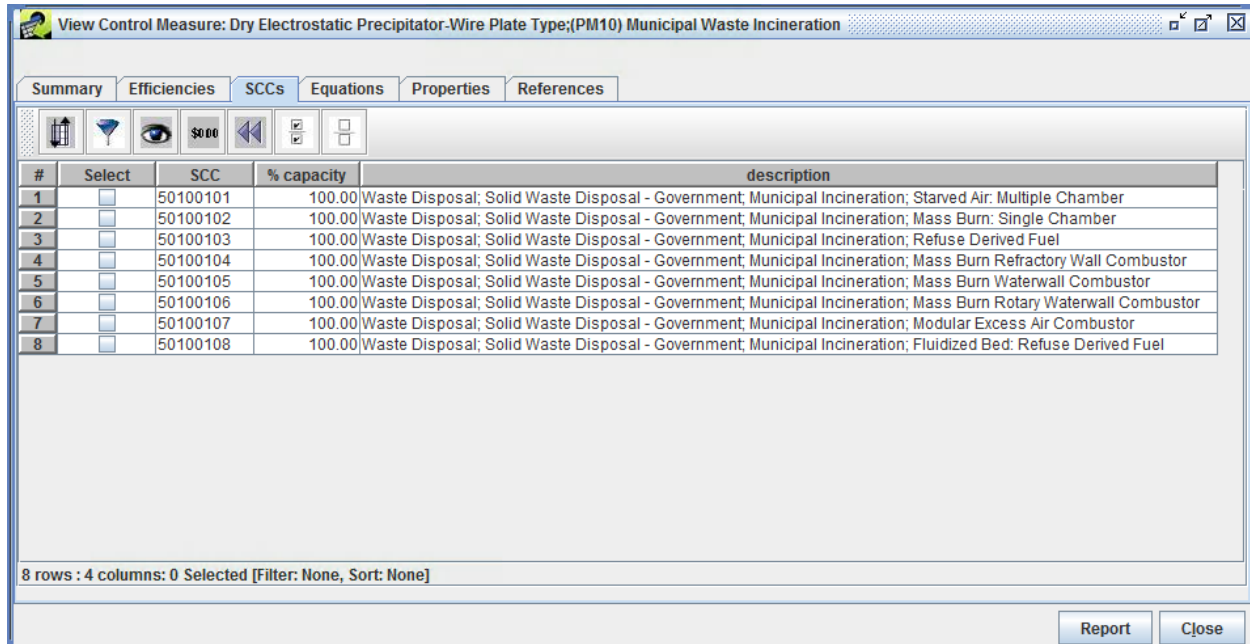 View Control Measure: Dry Electrostatic Precipitator-Wire Plate Type;(PM10) Municipal Waste Incineration
Summary Efficiencies SCCs Equations Properties References
$0.00
# Select SCC % capacity description
1 50100101 100.00 Waste Disposal; Solid Waste Disposal - Government; Municipal Incineration; Starved Air: Multiple Chamber
2 50100102 100.00 Waste Disposal; Solid Waste Disposal - Government; Municipal Incineration; Mass Burn: Single Chamber
3 50100103 100.00 Waste Disposal; Solid Waste Disposal - Government; Municipal Incineration; Refuse Derived Fuel
4 50100104 100.00 Waste Disposal; Solid Waste Disposal - Government; Municipal Incineration; Mass Burn Refractory Wall Combustor
5 50100105 100.00 Waste Disposal; Solid Waste Disposal - Government; Municipal Incineration; Mass Burn Waterwall Combustor
6 50100106 100.00 Waste Disposal; Solid Waste Disposal - Government; Municipal Incineration; Mass Burn Rotary Waterwall Combustor
7 50100107 100.00 Waste Disposal; Solid Waste Disposal - Government; Municipal Incineration; Modular Excess Air Combustor
8 50100108 100.00 Waste Disposal; Solid Waste Disposal - Government; Municipal Incineration; Fluidized Bed: Refuse Derived Fuel
8 rows : 4 columns: 0 Selected [Filter: None, Sort: None]
Report Close